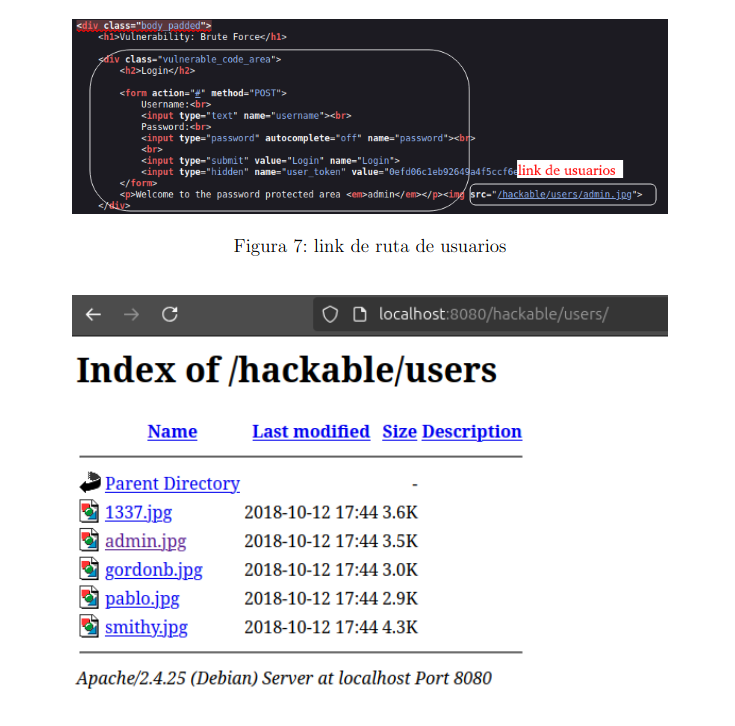 <div class="body_padded">
<h1>Vulnerability: Brute Force</h1>
<div class="vulnerable_code_area">
<h2>Login</h2>
<form action="#" method="POST">
Username:<br>
<input type="text" name="username"><br>
Password:<br>
<input type="password" autocomplete="off" name="password"><br>
<br>
<input type="submit" value="Login" name="Login">
<input type="hidden" name="user_token" value="0efd06c1eb92649a4f5ccf6e
link de usuarios
</form>
<p>Welcome to the password protected area <em>admin</em></p><img src="/hackable/users/admin.jpg">
</div>
Figura 7: link de ruta de usuarios
localhost:8080/hackable/users/
Index of /hackable/users
Name Last modified Size Description
Parent Directory -
1337.jpg 2018-10-12 17:44 3.6K
admin.jpg 2018-10-12 17:44 3.5K
gordonb.jpg 2018-10-12 17:44 3.0K
pablo.jpg 2018-10-12 17:44 2.9K
smithy.jpg 2018-10-12 17:44 4.3K
Apache/2.4.25 (Debian) Server at localhost Port 8080